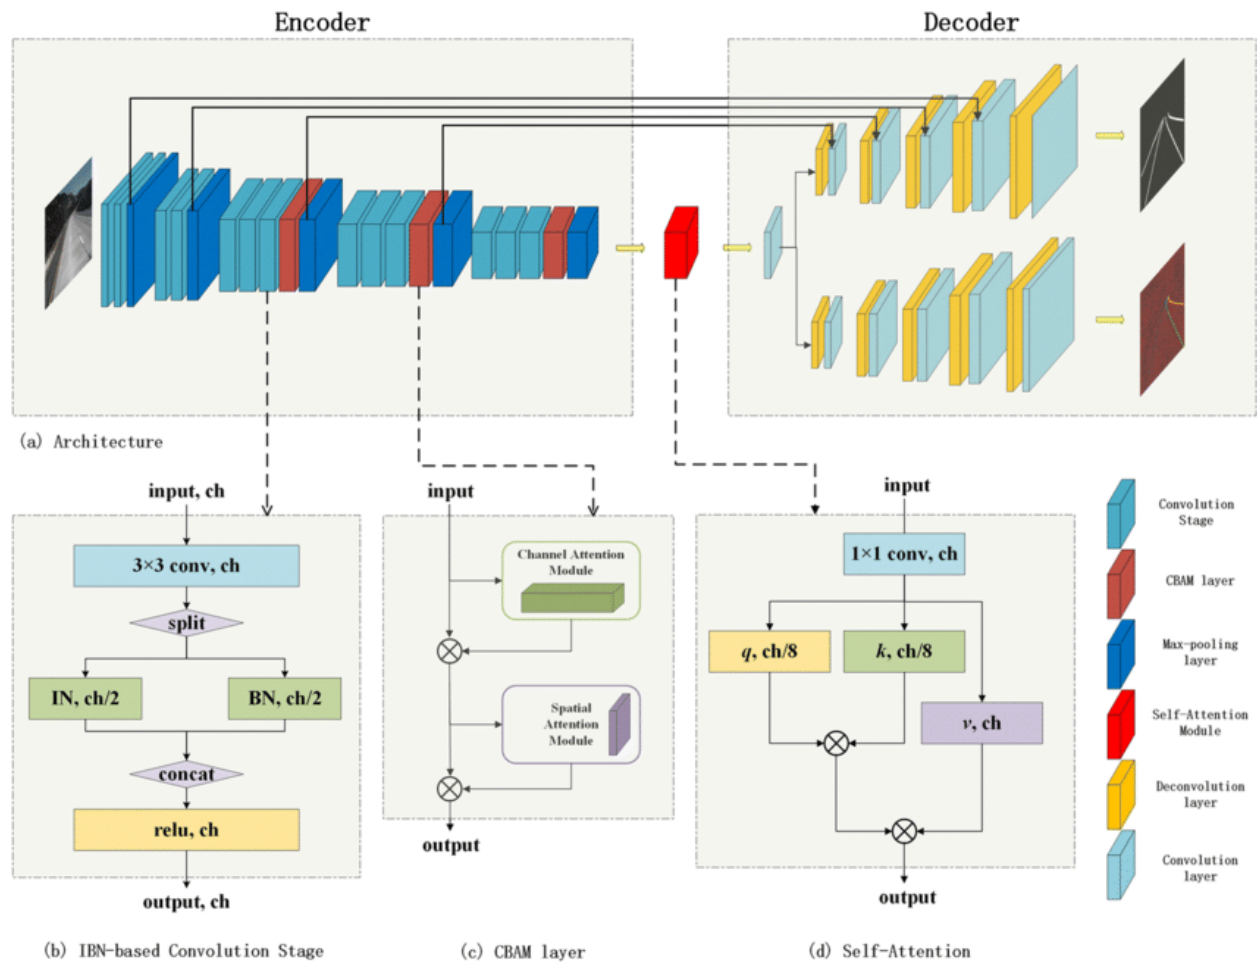 Encoder
Decoder
(a) Architecture
input, ch
3×3 conv, ch
split
IN, ch/2
BN, ch/2
concat
relu, ch
output, ch
(b) IBN-based Convolution Stage
input
Channel Attention
Module
Spatial
Attention
Module
output
(c) CBAM layer
input
1×1 conv, ch
q, ch/8
k, ch/8
v, ch
output
(d) Self-Attention
Convolution
Stage
CBAM layer
Max-pooling
layer
Self-Attention
Module
Deconvolution
layer
Convolution
layer